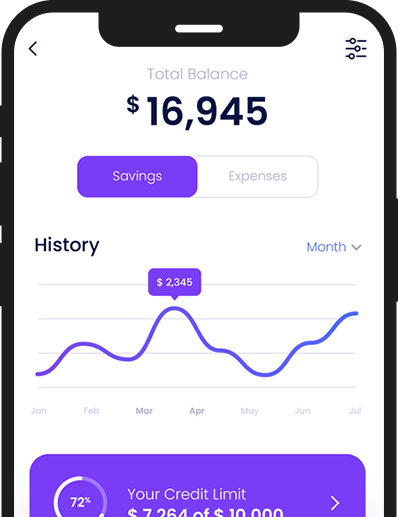 Total Balance
$ 16,945
Savings Expenses
History Month
$ 2,345
Jan Feb Mar Apr May Jun Jul
72%
Your Credit Limit
$ 7,264 of $ 10,000